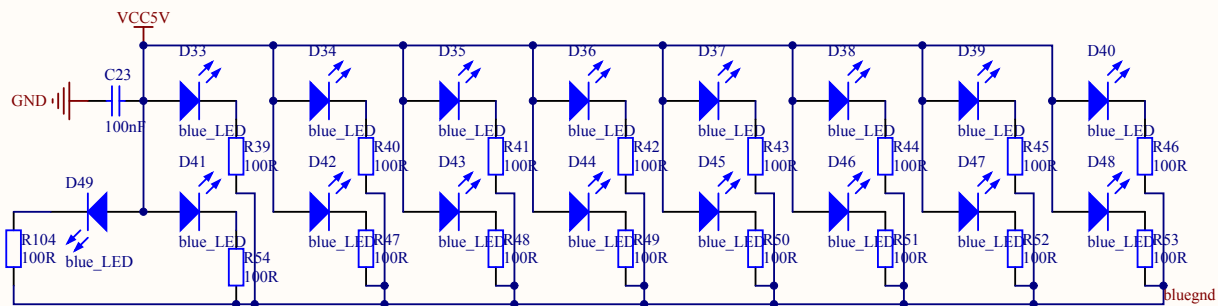 VCC5V
D33 D34 D35 D36 D37 D38 D39 D40
C23
GND
100nF
blue_LED blue_LED blue_LED blue_LED blue_LED blue_LED blue_LED blue_LED
R39 R40 R41 R42 R43 R44 R45 R46
100R 100R 100R 100R 100R 100R 100R 100R
D41 D42 D43 D44 D45 D46 D47 D48
D49
R104 blue_LED blue_LED blue_LED blue_LED blue_LED blue_LED blue_LED blue_LED R47 R48 R49 R50 R51 R52 R53
100R 100R 100R 100R 100R 100R 100R 100R
blue_LED
R54
100R
bluegnd